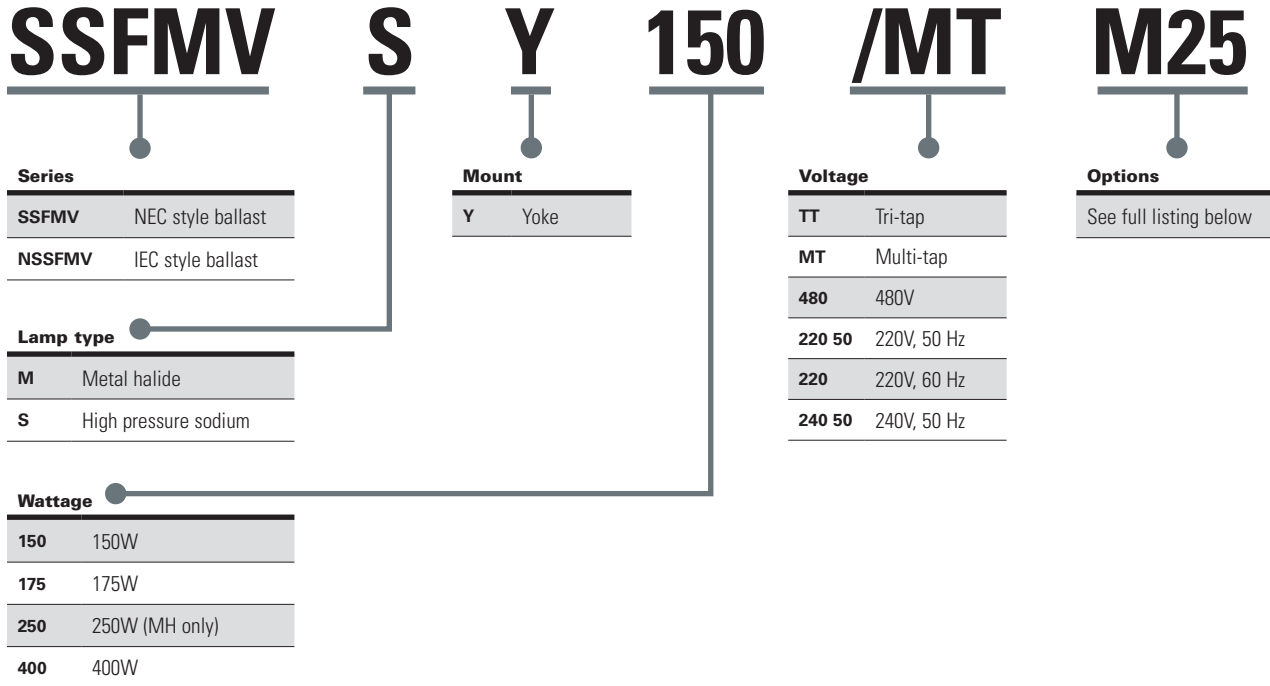 SSFMV S Y 150 /MT M25
Series
SSFMV NEC style ballast
NSSFMV IEC style ballast
Lamp type
M Metal halide
S High pressure sodium
Wattage
150 150W
175 175W
250 250W (MH only)
400 400W
Mount
Y Yoke
Voltage
TT Tri-tap
MT Multi-tap
480 480V
220 50 220V, 50 Hz
220 220V, 60 Hz
240 50 240V, 50 Hz
Options
See full listing below